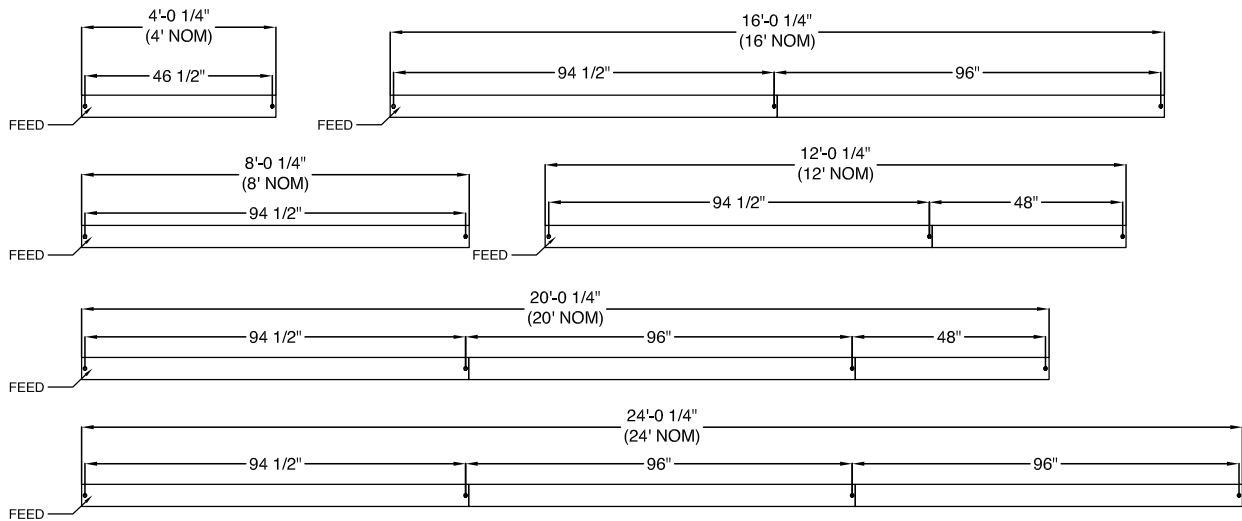 4'-0 1/4"
(4' NOM)
46 1/2"
FEED
16'-0 1/4"
(16' NOM)
94 1/2"
96"
FEED
8'-0 1/4"
(8' NOM)
94 1/2"
FEED
12'-0 1/4"
(12' NOM)
94 1/2"
48"
FEED
20'-0 1/4"
(20' NOM)
94 1/2"
96"
48"
FEED
24'-0 1/4"
(24' NOM)
94 1/2"
96"
96"
FEED